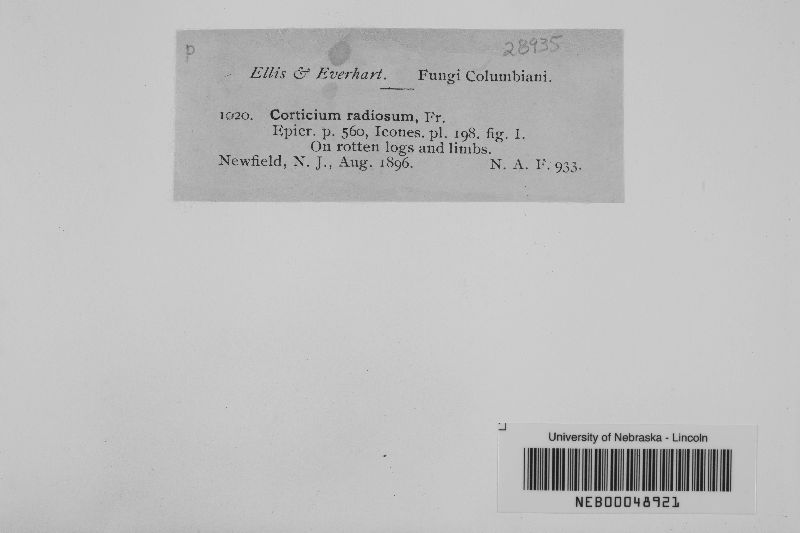 p
28935
Ellis & Everhart. Fungi Columbiani.
1020. Corticium radiosum, Fr.
Epicr. p. 560, Icones. pl. 198. fig. I.
On rotten logs and limbs.
Newfield, N. J., Aug. 1896. N. A. F. 933.
University of Nebraska - Lincoln
NEB00048921